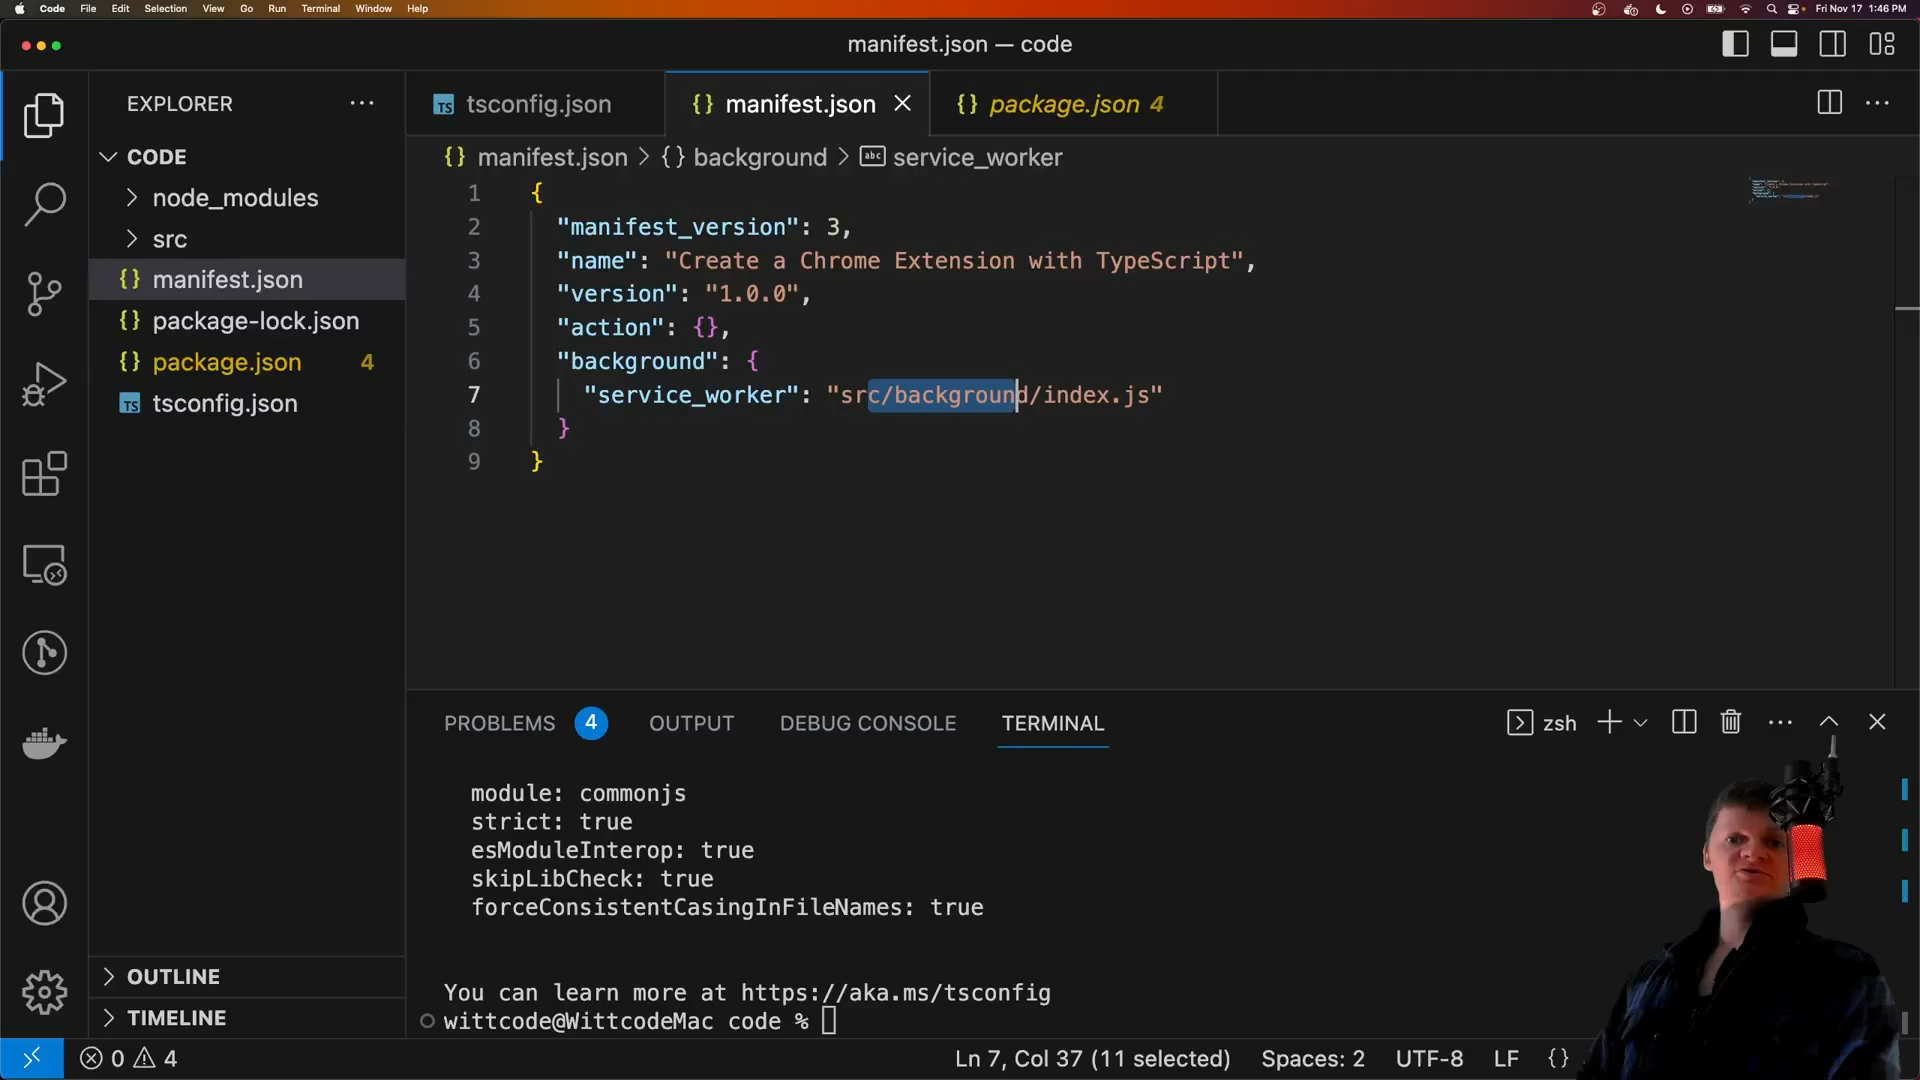 Code File Edit Selection View Go Run Terminal Window Help Fri Nov 17 1:46 PM
manifest.json — code
EXPLORER
CODE
node_modules
src
{} manifest.json
{} package-lock.json
{} package.json 4
TS tsconfig.json
OUTLINE
TIMELINE
TS tsconfig.json {} manifest.json {} package.json 4
{} manifest.json > {} background > abc service_worker
1 {
2 "manifest_version": 3,
3 "name": "Create a Chrome Extension with TypeScript",
4 "version": "1.0.0",
5 "action": {},
6 "background": {
7 "service_worker": "src/background/index.js"
8 }
9 }
PROBLEMS 4 OUTPUT DEBUG CONSOLE TERMINAL zsh
module: commonjs
strict: true
esModuleInterop: true
skipLibCheck: true
forceConsistentCasingInFileNames: true
You can learn more at https://aka.ms/tsconfig
wittcode@WittcodeMac code %
0 4 Ln 7, Col 37 (11 selected) Spaces: 2 UTF-8 LF {}